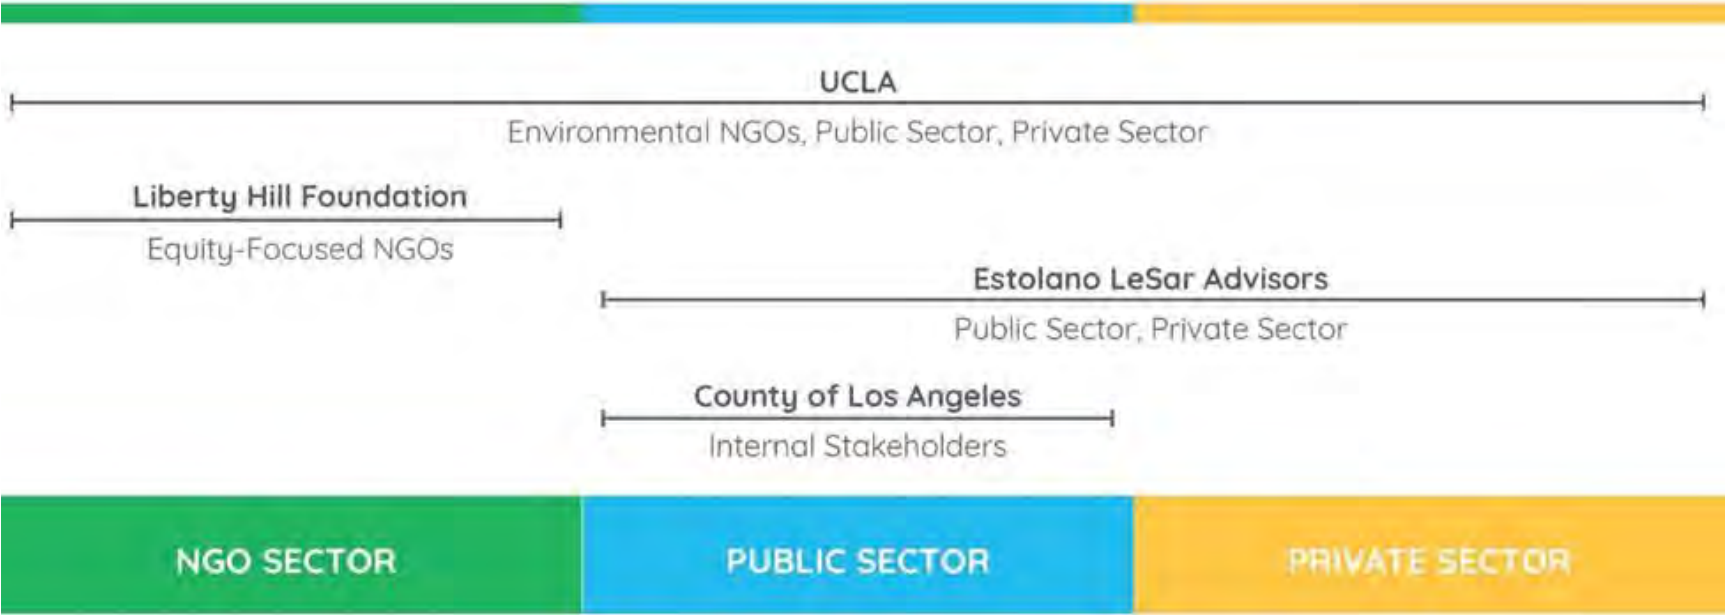 UCLA
Environmental NGOs, Public Sector, Private Sector
Liberty Hill Foundation
Equity-Focused NGOs
Estolano LeSar Advisors
Public Sector, Private Sector
County of Los Angeles
Internal Stakeholders
NGO SECTOR
PUBLIC SECTOR
PRIVATE SECTOR